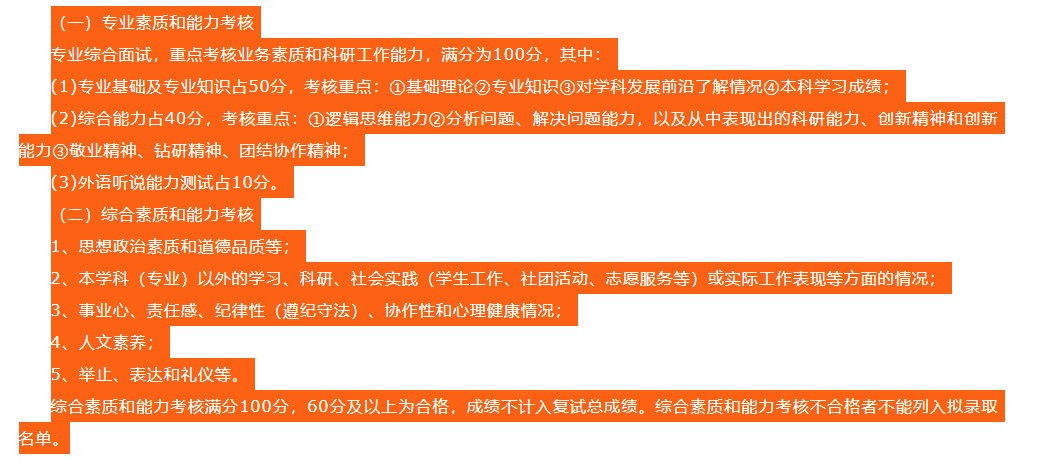 （一）专业素质和能力考核
专业综合面试，重点考核业务素质和科研工作能力，满分为100分，其中：
(1)专业基础及专业知识占50分，考核重点：①基础理论②专业知识③对学科发展前沿了解情况④本科学习成绩；
(2)综合能力占40分，考核重点：①逻辑思维能力②分析问题、解决问题能力，以及从中表现出的科研能力、创新精神和创新
能力③敬业精神、钻研精神、团结协作精神；
(3)外语听说能力测试占10分。
（二）综合素质和能力考核
1、思想政治素质和道德品质等；
2、本学科（专业）以外的学习、科研、社会实践（学生工作、社团活动、志愿服务等）或实际工作表现等方面的情况；
3、事业心、责任感、纪律性（遵纪守法）、协作性和心理健康情况；
4、人文素养；
5、举止、表达和礼仪等。
综合素质和能力考核满分100分，60分及以上为合格，成绩不计入复试总成绩。综合素质和能力考核不合格者不能列入拟录取
名单。